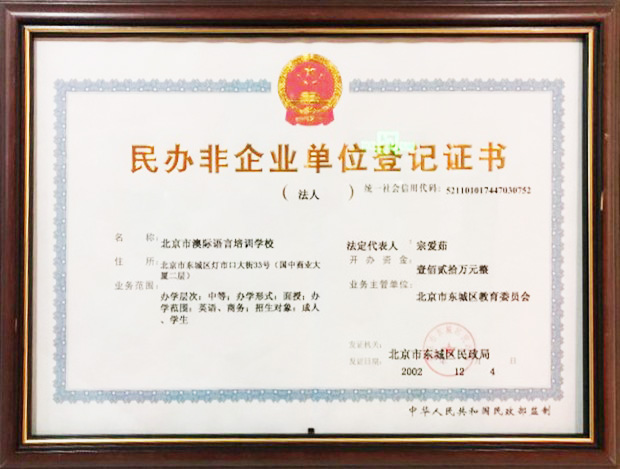 民办非企业单位登记证书
（ 法人 ） 统一社会信用代码：521101017447030752
名 称：北京市澳际语言培训学校
住 所：北京市东城区灯市口大街33号（国中商业大
厦二层）
业务范围：
办学层次：中等；办学形式：面授；办
学范围：英语、商务；招生对象：成人
、学生
法定代表人 宗爱茹
开办资金： 壹佰贰拾万元整
业务主管单位：
北京市东城区教育委员会
发证机关： 北京市东城区民政局
发证日期： 2002 年 12 月 4 日
中华人民共和国民政部监制